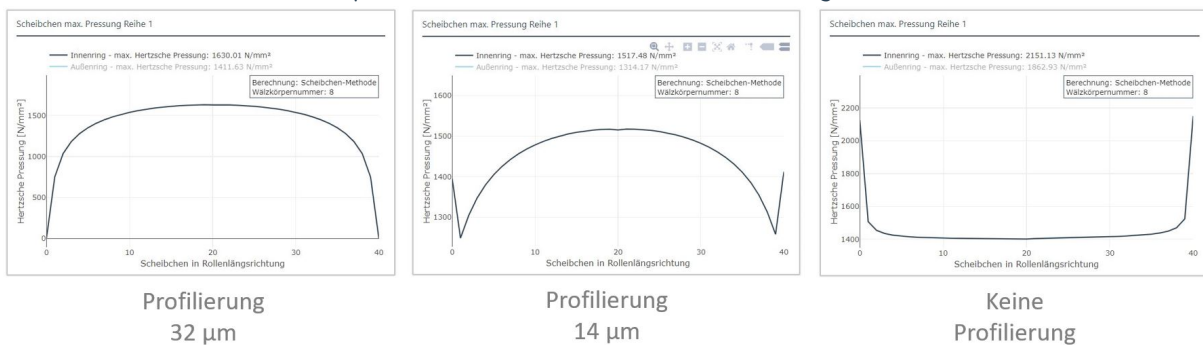 Scheibchen max. Pressung Reihe 1
Innenring - max. Hertzsche Pressung: 1630.01 N/mm²
Außenring - max. Hertzsche Pressung: 1411.63 N/mm²
Berechnung: Scheibchen-Methode
Wälzkörpernummer: 8
Hertzsche Pressung [N/mm²]
1500
1000
500
0
0 10 20 30 40
Scheibchen in Rollenlängsrichtung
Profilierung
32 µm
Scheibchen max. Pressung Reihe 1
Innenring - max. Hertzsche Pressung: 1517.48 N/mm²
Außenring - max. Hertzsche Pressung: 1314.17 N/mm²
Berechnung: Scheibchen-Methode
Wälzkörpernummer: 8
Hertzsche Pressung [N/mm²]
1600
1500
1400
1300
0 10 20 30 40
Scheibchen in Rollenlängsrichtung
Profilierung
14 µm
Scheibchen max. Pressung Reihe 1
Innenring - max. Hertzsche Pressung: 2151.13 N/mm²
Außenring - max. Hertzsche Pressung: 1862.93 N/mm²
Berechnung: Scheibchen-Methode
Wälzkörpernummer: 8
Hertzsche Pressung [N/mm²]
2200
2000
1800
1600
1400
0 10 20 30 40
Scheibchen in Rollenlängsrichtung
Keine
Profilierung